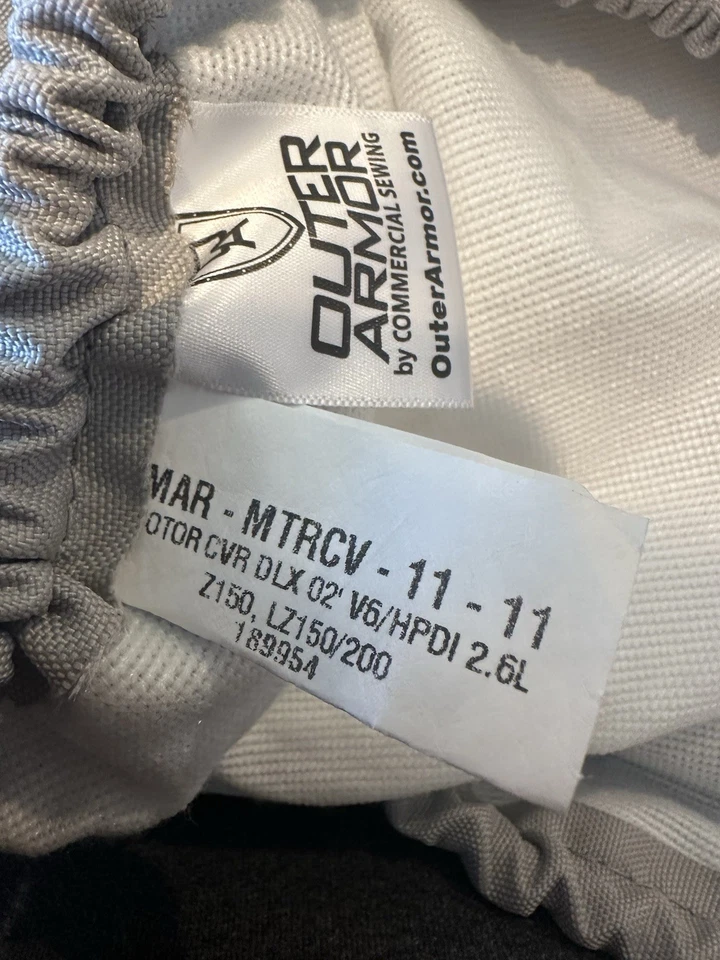 OUTER
ARMOR
by COMMERCIAL SEWING
OuterArmor.com
MAR - MTRCV - 11 - 11
OTOR CVR DLX 02' V6/HPDI 2.6L
Z150, LZ150/200
189954